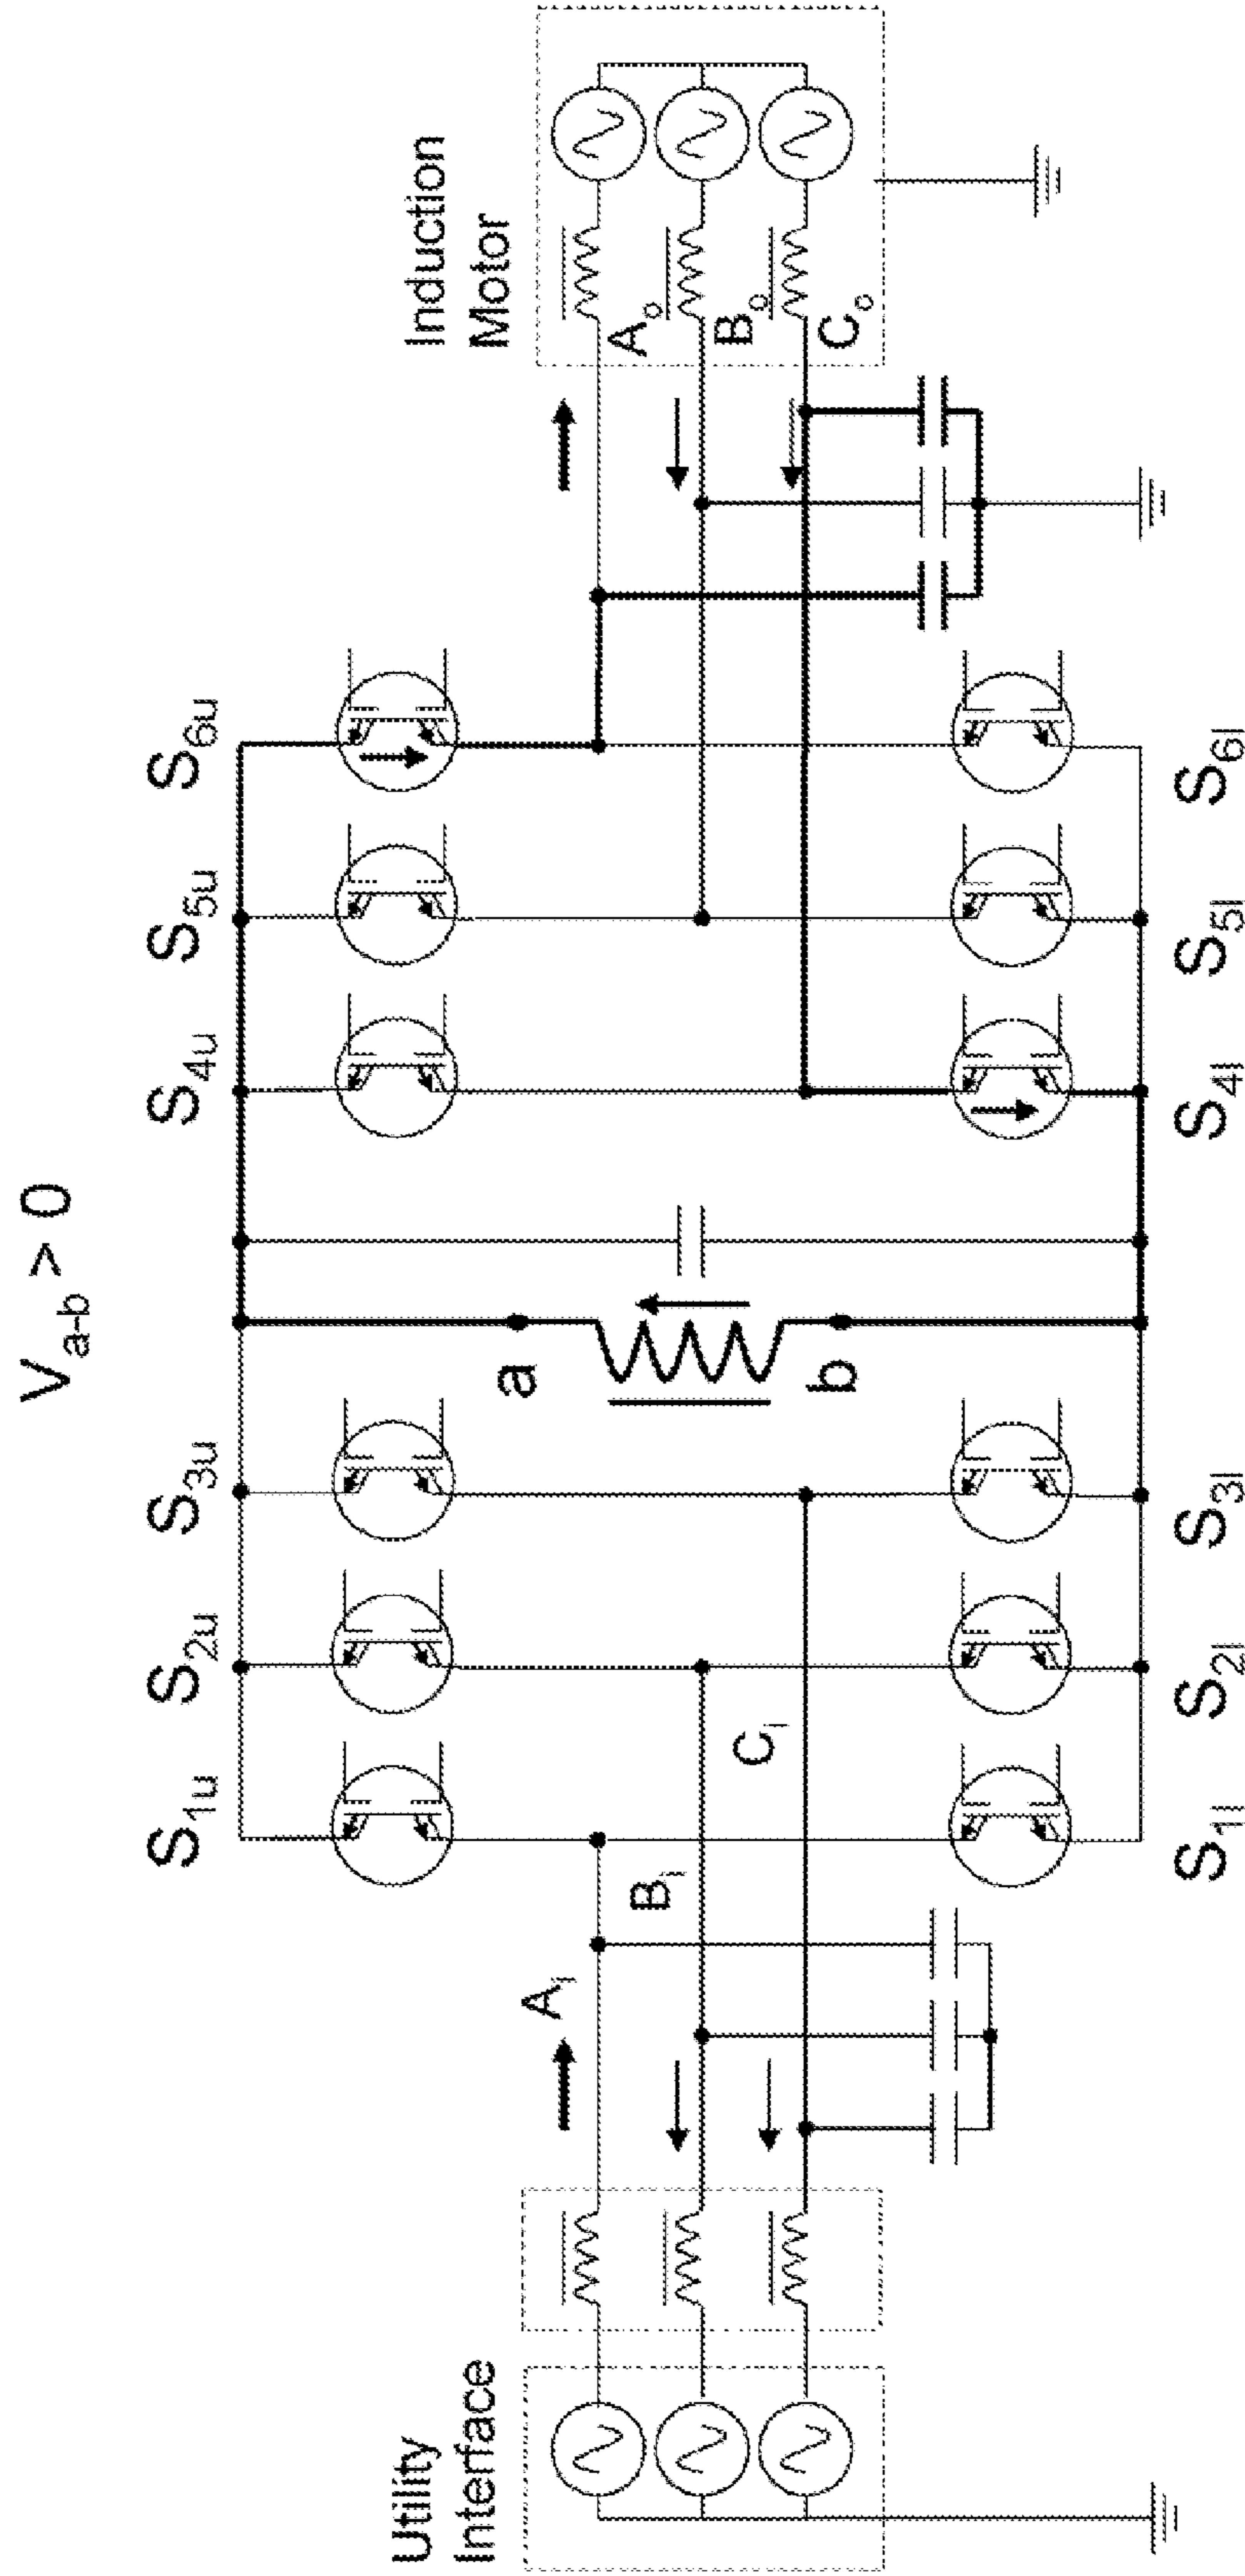 V_a-b > 0
S_1u S_2u S_3u S_4u S_5u S_6u
Utility
Interface
Induction
Motor
A_i
B_i
C_i
a
b
A_o
B_o
C_o
S_1l S_2l S_3l S_4l S_5l S_6l